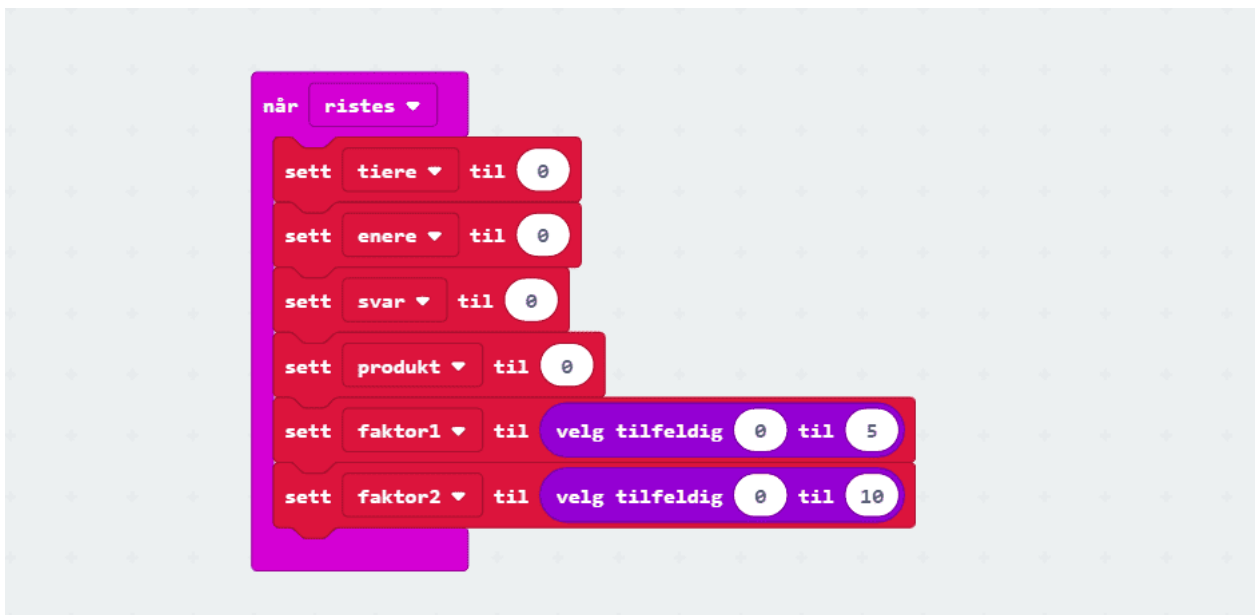 når ristes
sett tiere til 0
sett enere til 0
sett svar til 0
sett produkt til 0
sett faktor1 til velg tilfeldig 0 til 5
sett faktor2 til velg tilfeldig 0 til 10